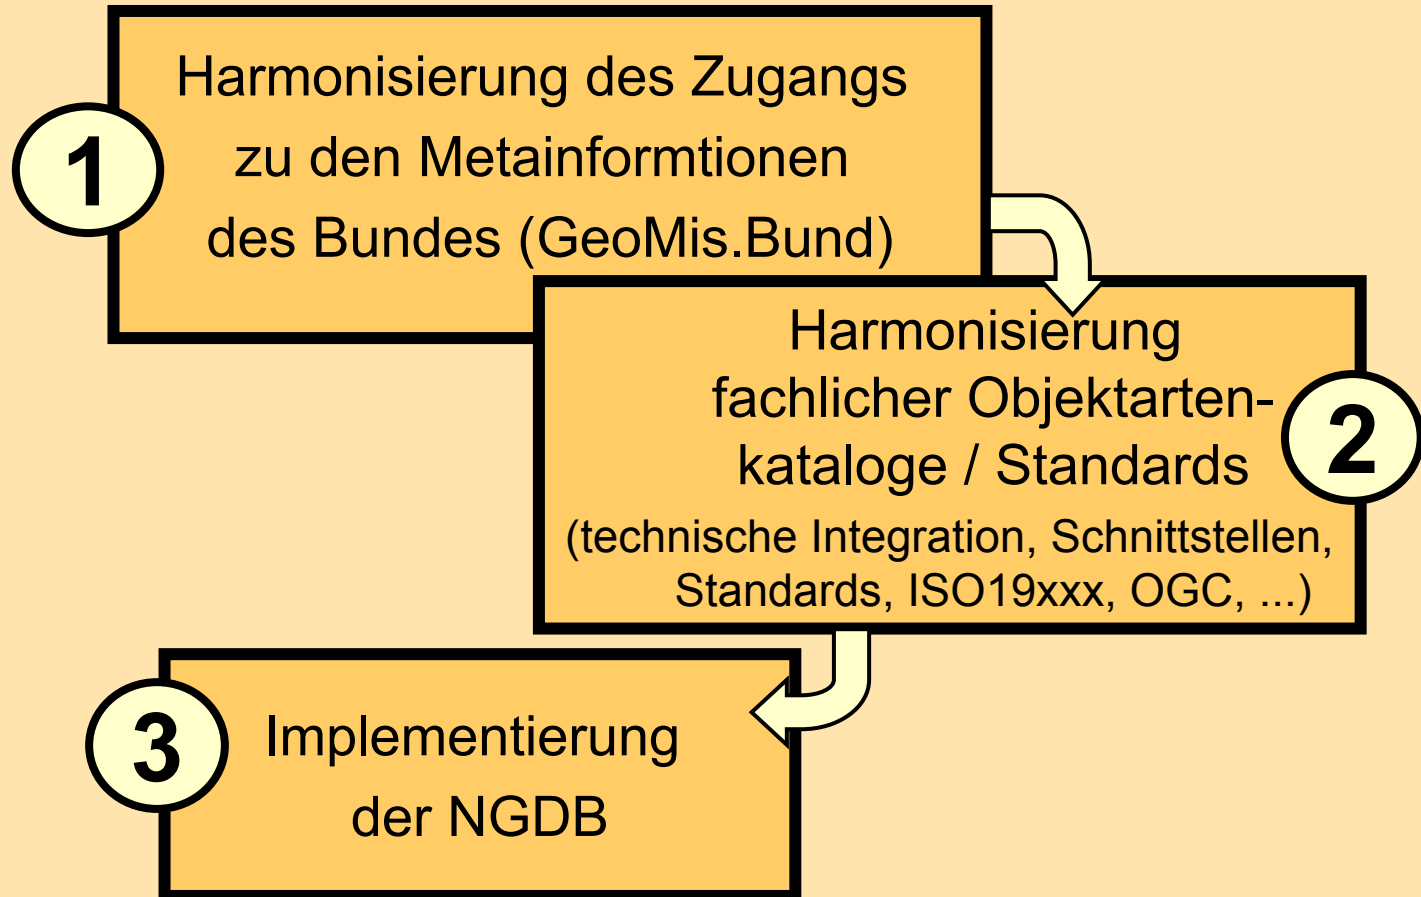 1
Harmonisierung des Zugangs
zu den Metainformtionen
des Bundes (GeoMis.Bund)
2
Harmonisierung
fachlicher Objektarten-
kataloge / Standards
(technische Integration, Schnittstellen,
Standards, ISO19xxx, OGC, ...)
3
Implementierung
der NGDB